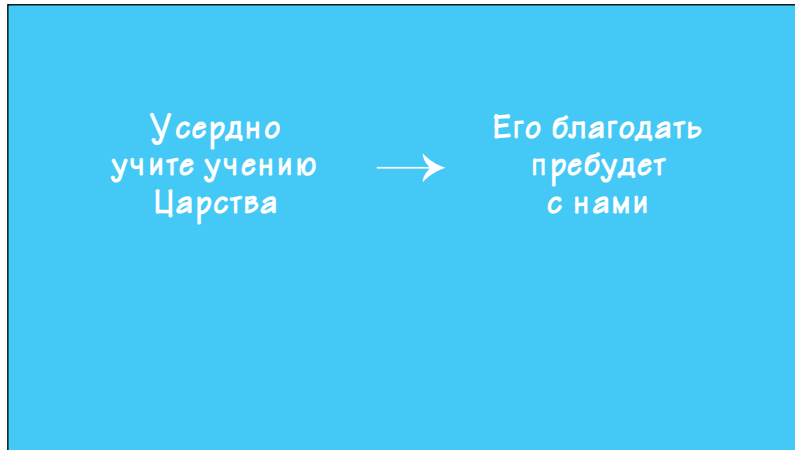 Усердно
учите учению
Царства
Его благодать
пребудет
с нами